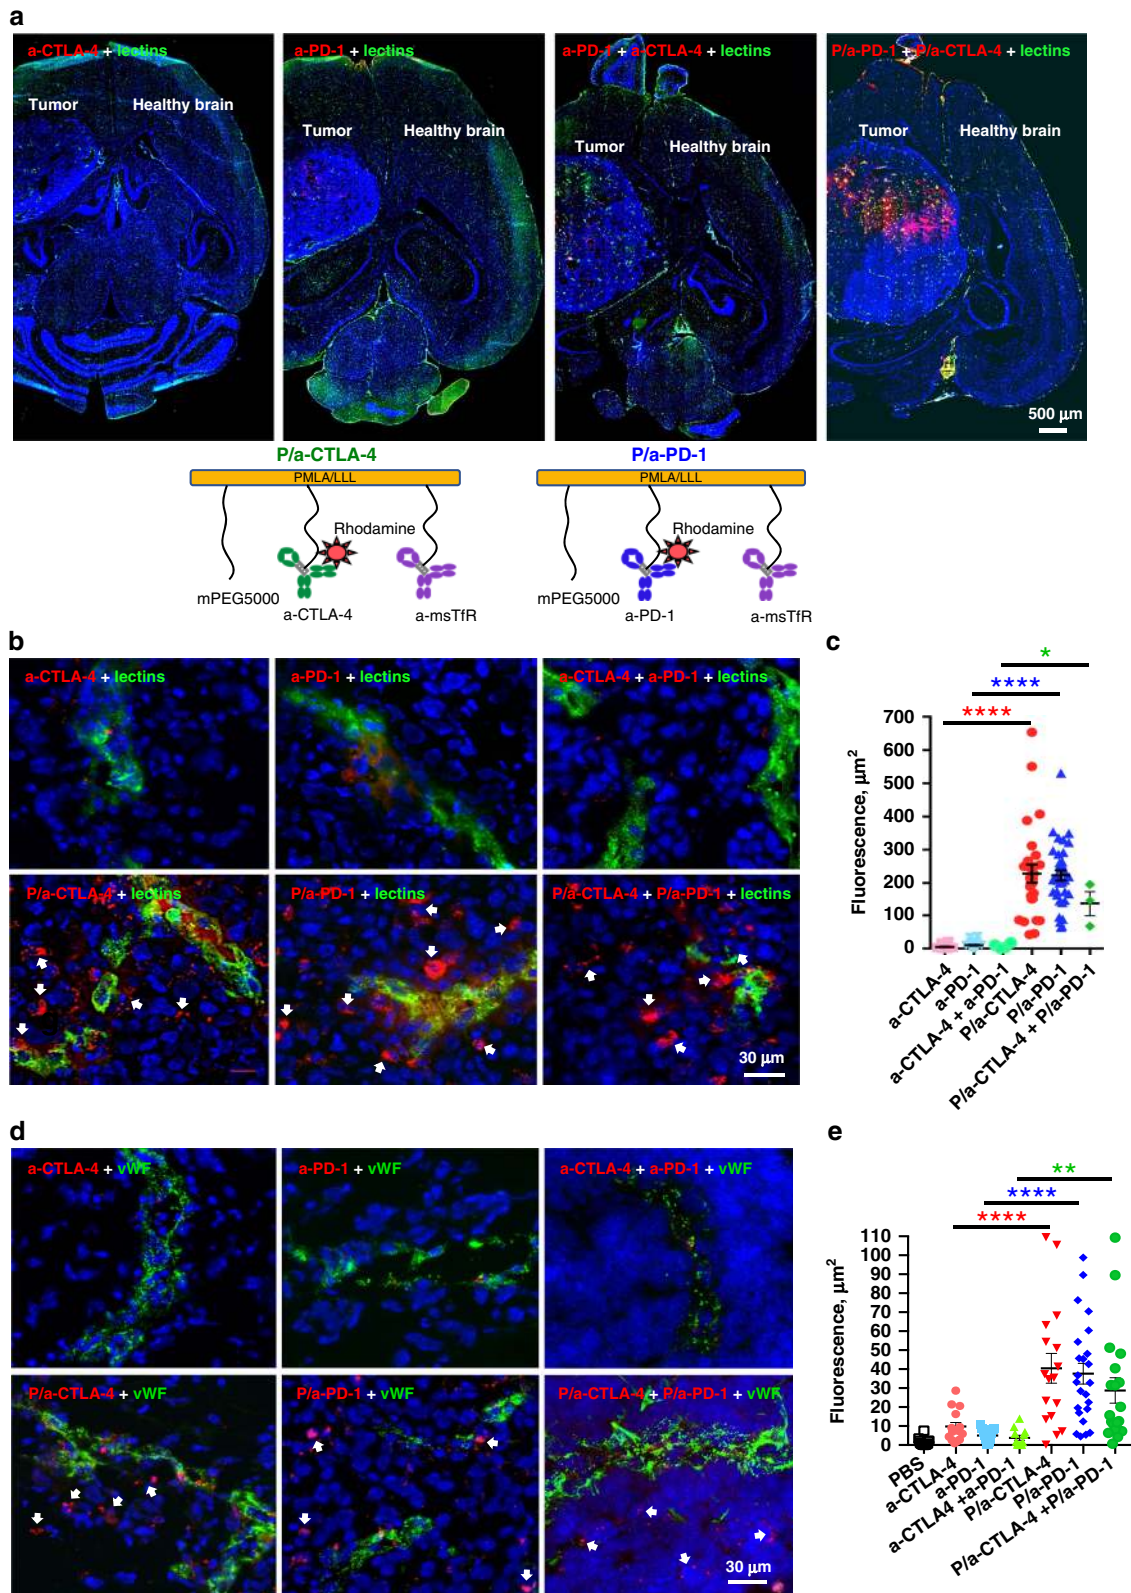 a
a-CTLA-4 + lectins
a-PD-1 + lectins
a-PD-1 + a-CTLA-4 + lectins
P/a-PD-1 + P/a-CTLA-4 + lectins
Tumor
Healthy brain
Tumor
Healthy brain
Tumor
Healthy brain
Tumor
Healthy brain
500 μm
P/a-CTLA-4
PMLA/LLL
Rhodamine
mPEG5000
a-CTLA-4
a-msTfR
P/a-PD-1
PMLA/LLL
Rhodamine
mPEG5000
a-PD-1
a-msTfR
b
a-CTLA-4 + lectins
a-PD-1 + lectins
a-CTLA-4 + a-PD-1 + lectins
P/a-CTLA-4 + lectins
P/a-PD-1 + lectins
P/a-CTLA-4 + P/a-PD-1 + lectins
30 μm
c
*
****
****
Fluorescence, μm²
700
600
500
400
300
200
100
0
a-CTLA-4
a-PD-1
a-CTLA-4 + a-PD-1
P/a-CTLA-4
P/a-PD-1
P/a-CTLA-4 + P/a-PD-1
d
a-CTLA-4 + vWF
a-PD-1 + vWF
a-CTLA-4 + a-PD-1 + vWF
P/a-CTLA-4 + vWF
P/a-PD-1 + vWF
P/a-CTLA-4 + P/a-PD-1 + vWF
30 μm
e
**
****
****
Fluorescence, μm²
110
100
90
80
70
60
50
40
30
20
10
0
PBS
a-CTLA-4
a-PD-1
a-CTLA4 +a-PD-1
P/a-CTLA-4
P/a-PD-1
P/a-CTLA-4 +P/a-PD-1